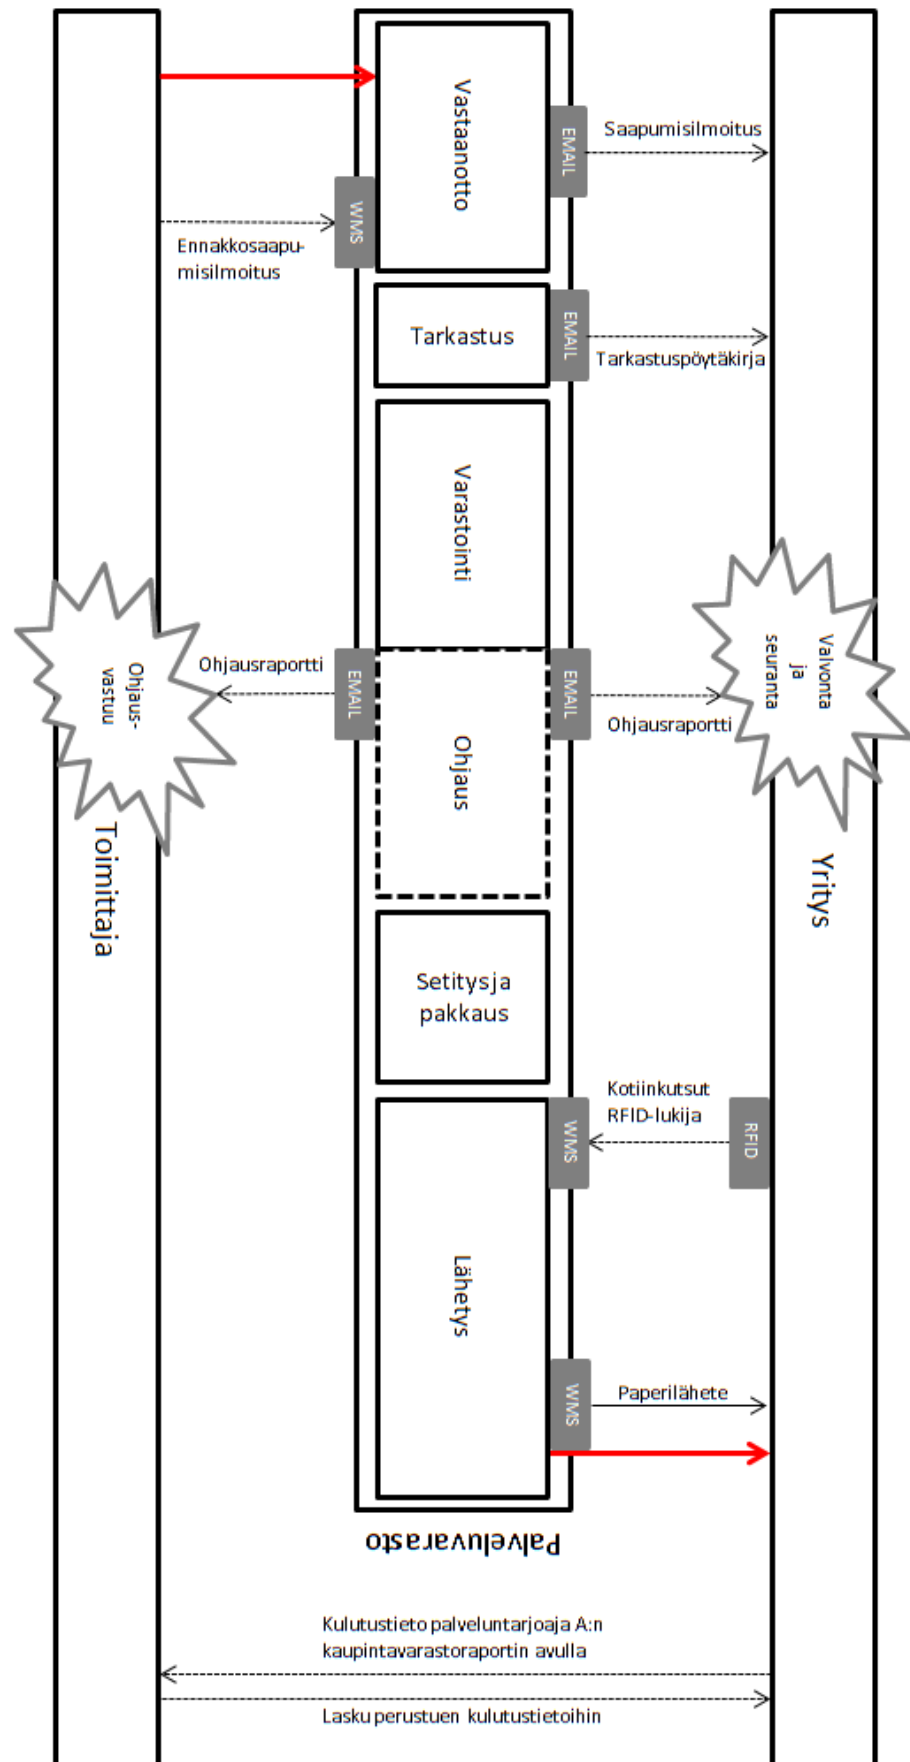 Vastaanotto
EMAIL
Saapumisilmoitus
WMS
Ennakkosaapu-
misilmoitus
Tarkastus
EMAIL
Tarkastuspöytäkirja
Varastointi
Valvonta
ja
seuranta
Ohjaus-
vastuu
Ohjausraportti
EMAIL
EMAIL
Ohjausraportti
Ohjaus
Toimittaja
Yritys
Setitys ja
pakkaus
Kotiinkutsut
RFID-lukija
WMS
RFID
Lähetys
WMS
Paperilähete
Palveluvarasto
Kulutustieto palveluntarjoaja A:n
kaupintavarastoraportin avulla
Lasku perustuen kulutustietoihin